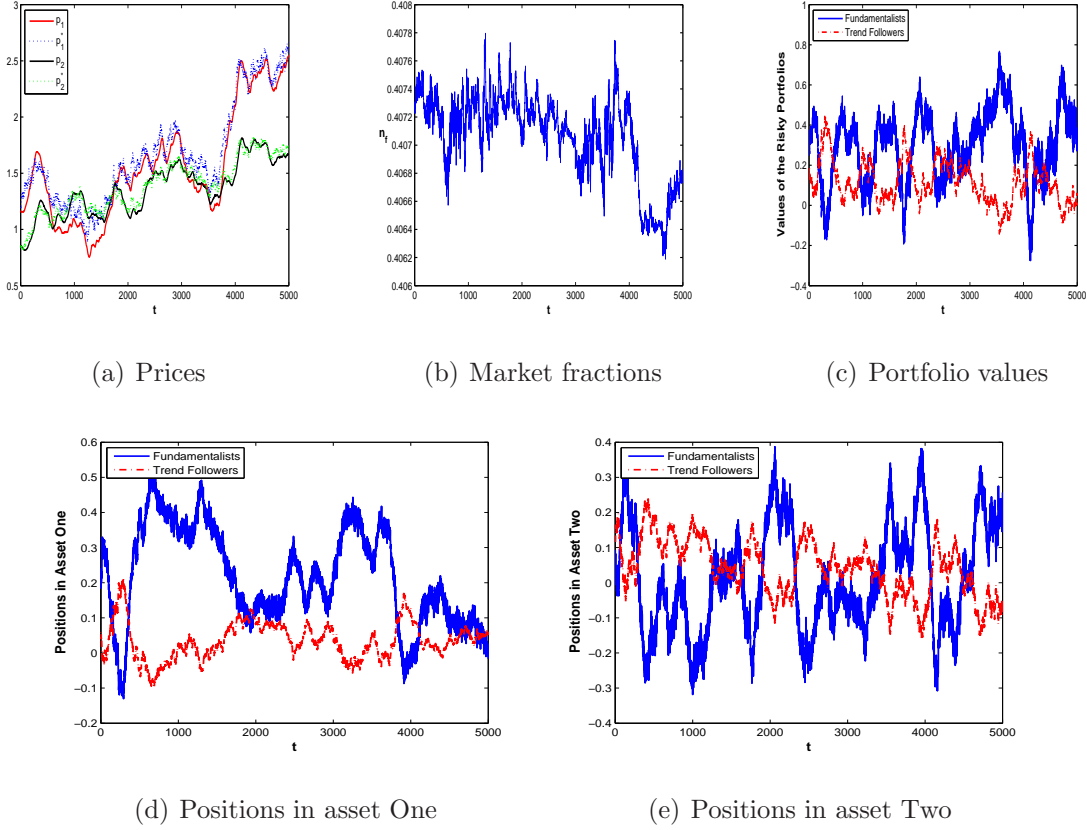 p1
p1*
p2
p2*
3
2.5
2
1.5
1
0.5
0 1000 2000 3000 4000 5000
t
(a) Prices
0.408
0.4078
0.4076
0.4074
0.4072
0.407
0.4068
0.4066
0.4064
0.4062
0.406
nf
0 1000 2000 3000 4000 5000
t
(b) Market fractions
Fundamentalists
Trend Followers
1
0.8
0.6
0.4
0.2
0
−0.2
−0.4
Values of the Risky Portfolios
0 1000 2000 3000 4000 5000
t
(c) Portfolio values
Fundamentalists
Trend Followers
0.6
0.5
0.4
0.3
0.2
0.1
0
−0.1
−0.2
Positions in Asset One
0 1000 2000 3000 4000 5000
t
(d) Positions in asset One
Fundamentalists
Trend Followers
0.4
0.3
0.2
0.1
0
−0.1
−0.2
−0.3
−0.4
Positions in Asset Two
0 1000 2000 3000 4000 5000
t
(e) Positions in asset Two